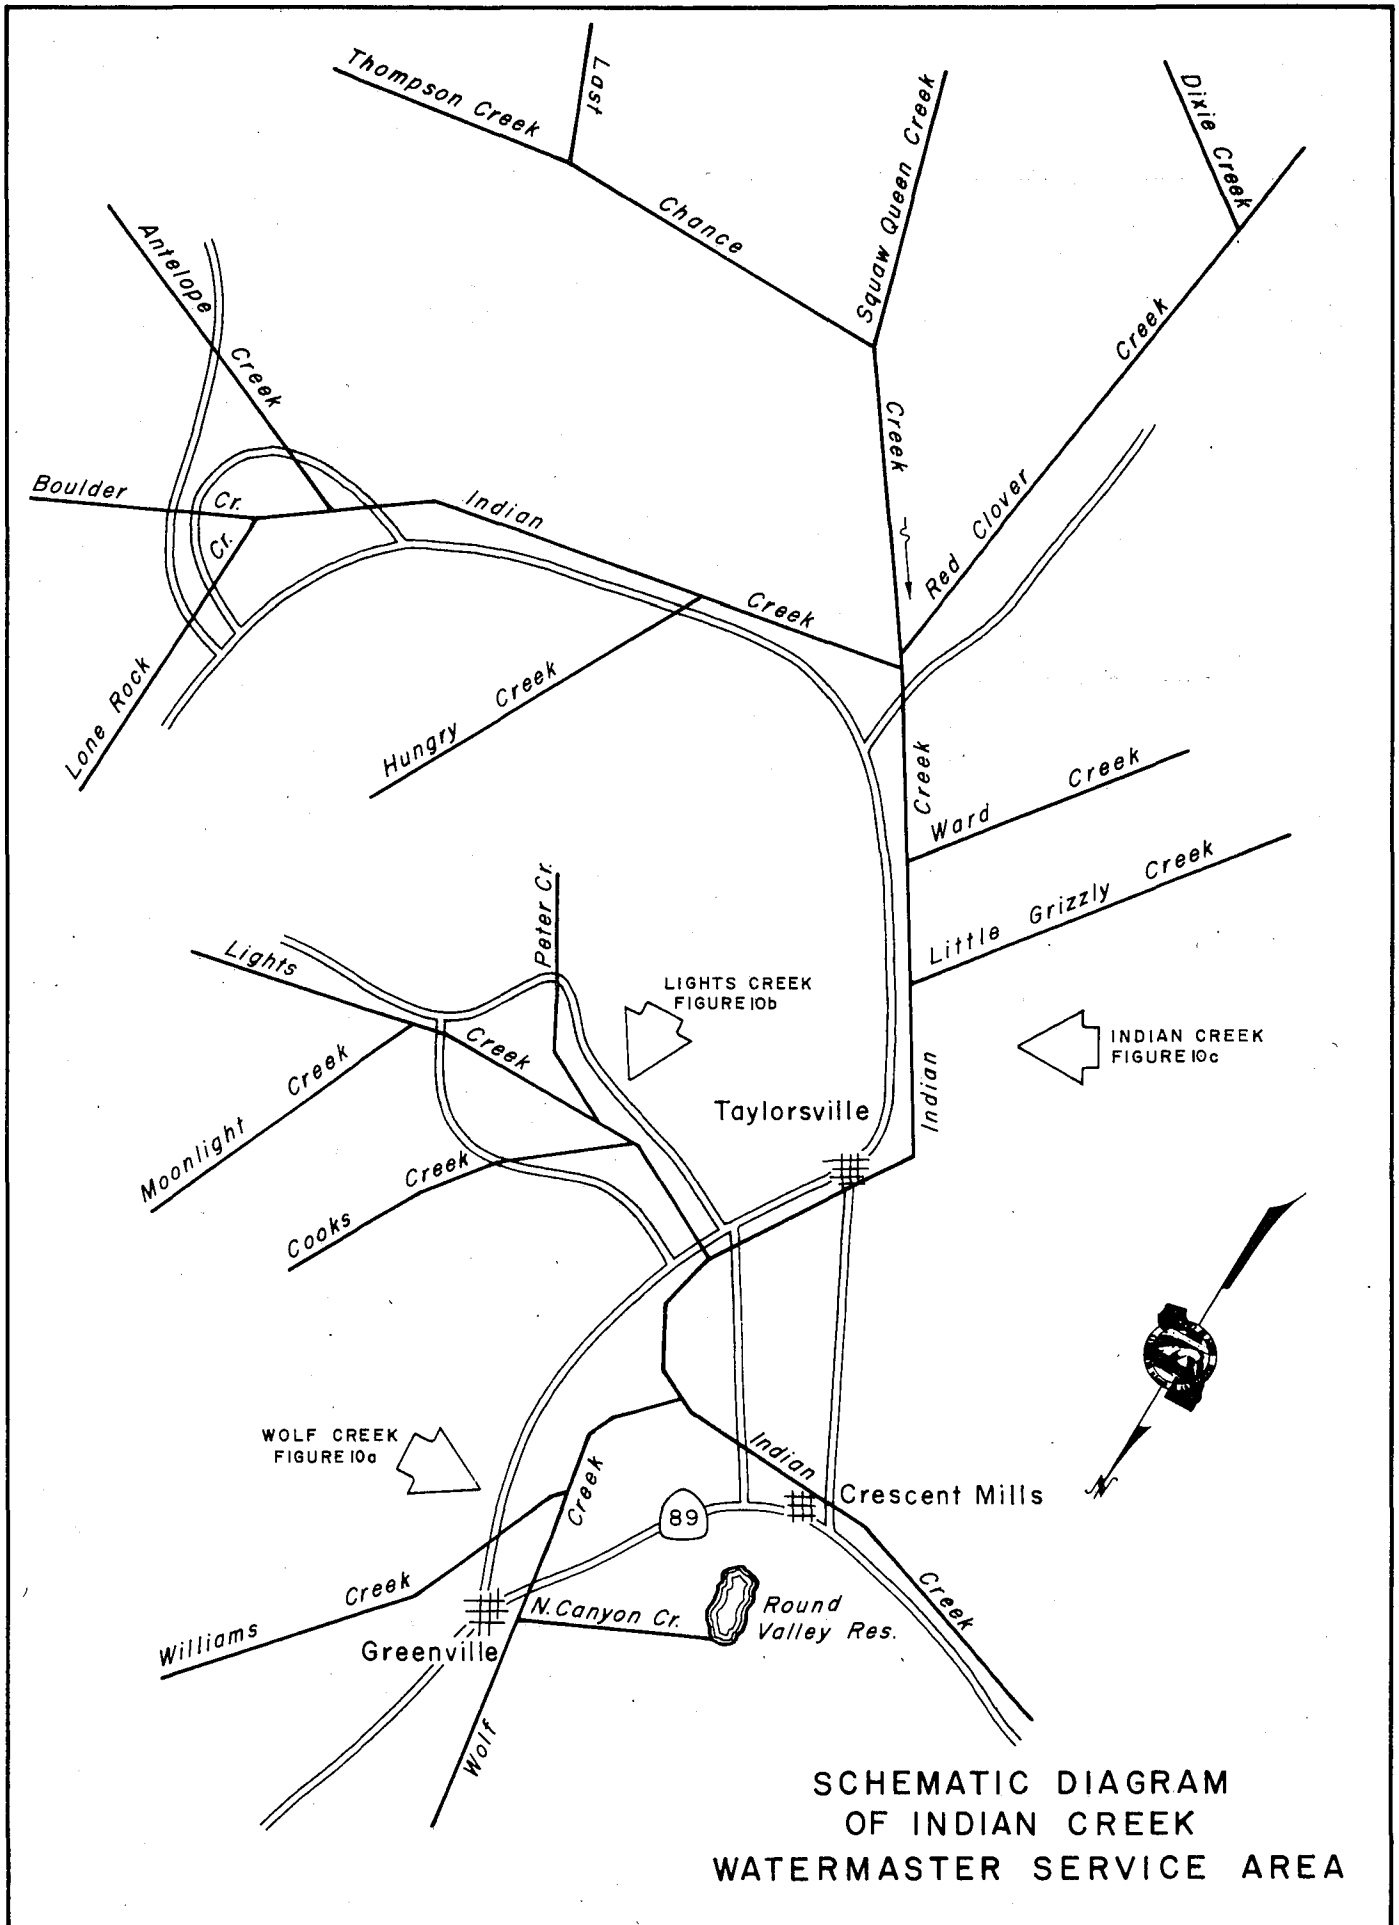 Thompson Creek
Last
Chance
Creek
Squaw Queen Creek
Dixie Creek
Red Clover Creek
Antelope Creek
Boulder Cr.
Lone Rock Cr.
Indian Creek
Hungry Creek
Creek
Ward Creek
Little Grizzly Creek
Indian
Peter Cr.
Lights Creek
LIGHTS CREEK
FIGURE 10b
INDIAN CREEK
FIGURE 10c
Moonlight Creek
Cooks Creek
Taylorsville
WOLF CREEK
FIGURE 10a
Indian
Creek
Crescent Mills
89
Creek
Williams Creek
N. Canyon Cr.
Round
Valley Res.
Greenville
Wolf
N
SCHEMATIC DIAGRAM
OF INDIAN CREEK
WATERMASTER SERVICE AREA